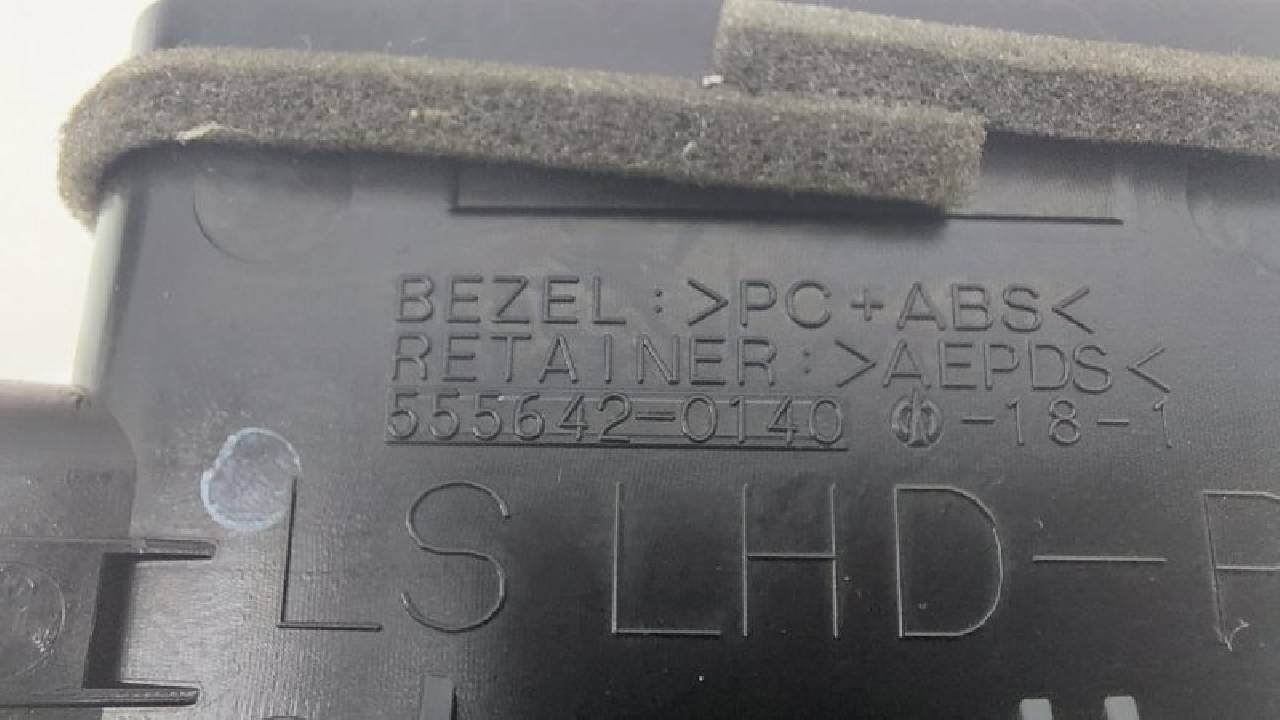 BEZEL:>PC+ABS<
RETAINER:>AEPDS<
555642-0140 -18-1
LS LHD-P